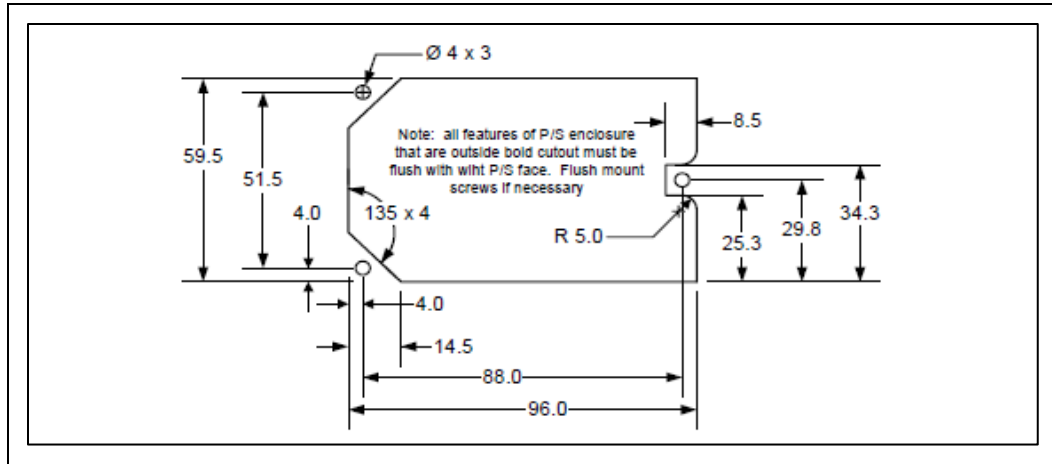 Ø 4 x 3
8.5
Note: all features of P/S enclosure
that are outside bold cutout must be
flush with wiht P/S face. Flush mount
screws if necessary
59.5
51.5
4.0
135 x 4
R 5.0
25.3
29.8
34.3
4.0
14.5
88.0
96.0